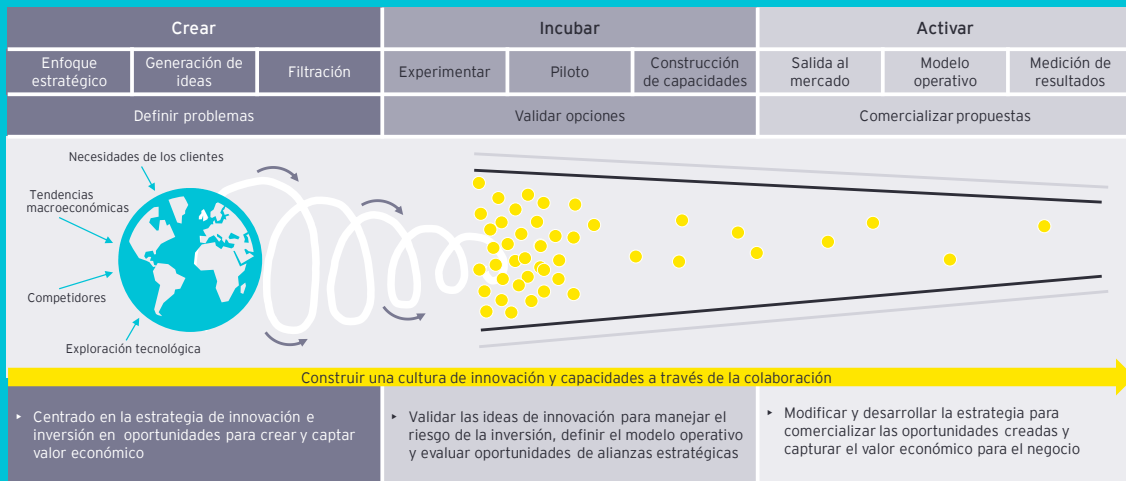 Crear
Incubar
Activar
Enfoque
estratégico
Generación de
ideas
Filtración
Experimentar
Piloto
Construcción
de capacidades
Salida al
mercado
Modelo
operativo
Medición de
resultados
Definir problemas
Validar opciones
Comercializar propuestas
Necesidades de los clientes
Tendencias
macroeconómicas
Competidores
Exploración tecnológica
Construir una cultura de innovación y capacidades a través de la colaboración
‣ Centrado en la estrategia de innovación e
inversión en oportunidades para crear y captar
valor económico
‣ Validar las ideas de innovación para manejar el
riesgo de la inversión, definir el modelo operativo
y evaluar oportunidades de alianzas estratégicas
‣ Modificar y desarrollar la estrategia para
comercializar las oportunidades creadas y
capturar el valor económico para el negocio